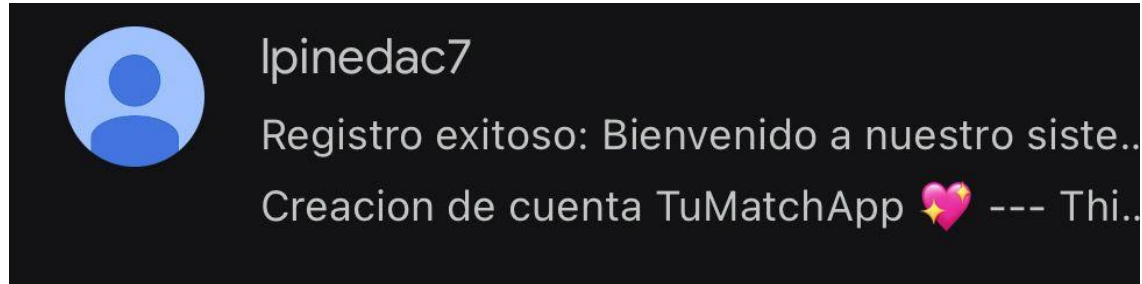 lpinedac7
Registro exitoso: Bienvenido a nuestro siste..
Creacion de cuenta TuMatchApp 💖 --- Thi..